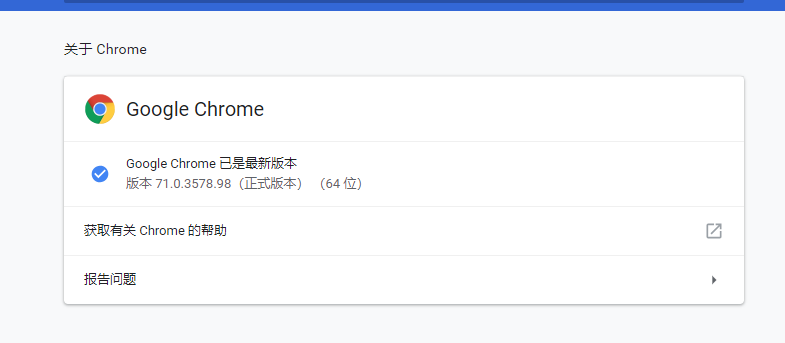 关于 Chrome
Google Chrome
Google Chrome 已是最新版本
版本 71.0.3578.98（正式版本） （64 位）
获取有关 Chrome 的帮助
报告问题